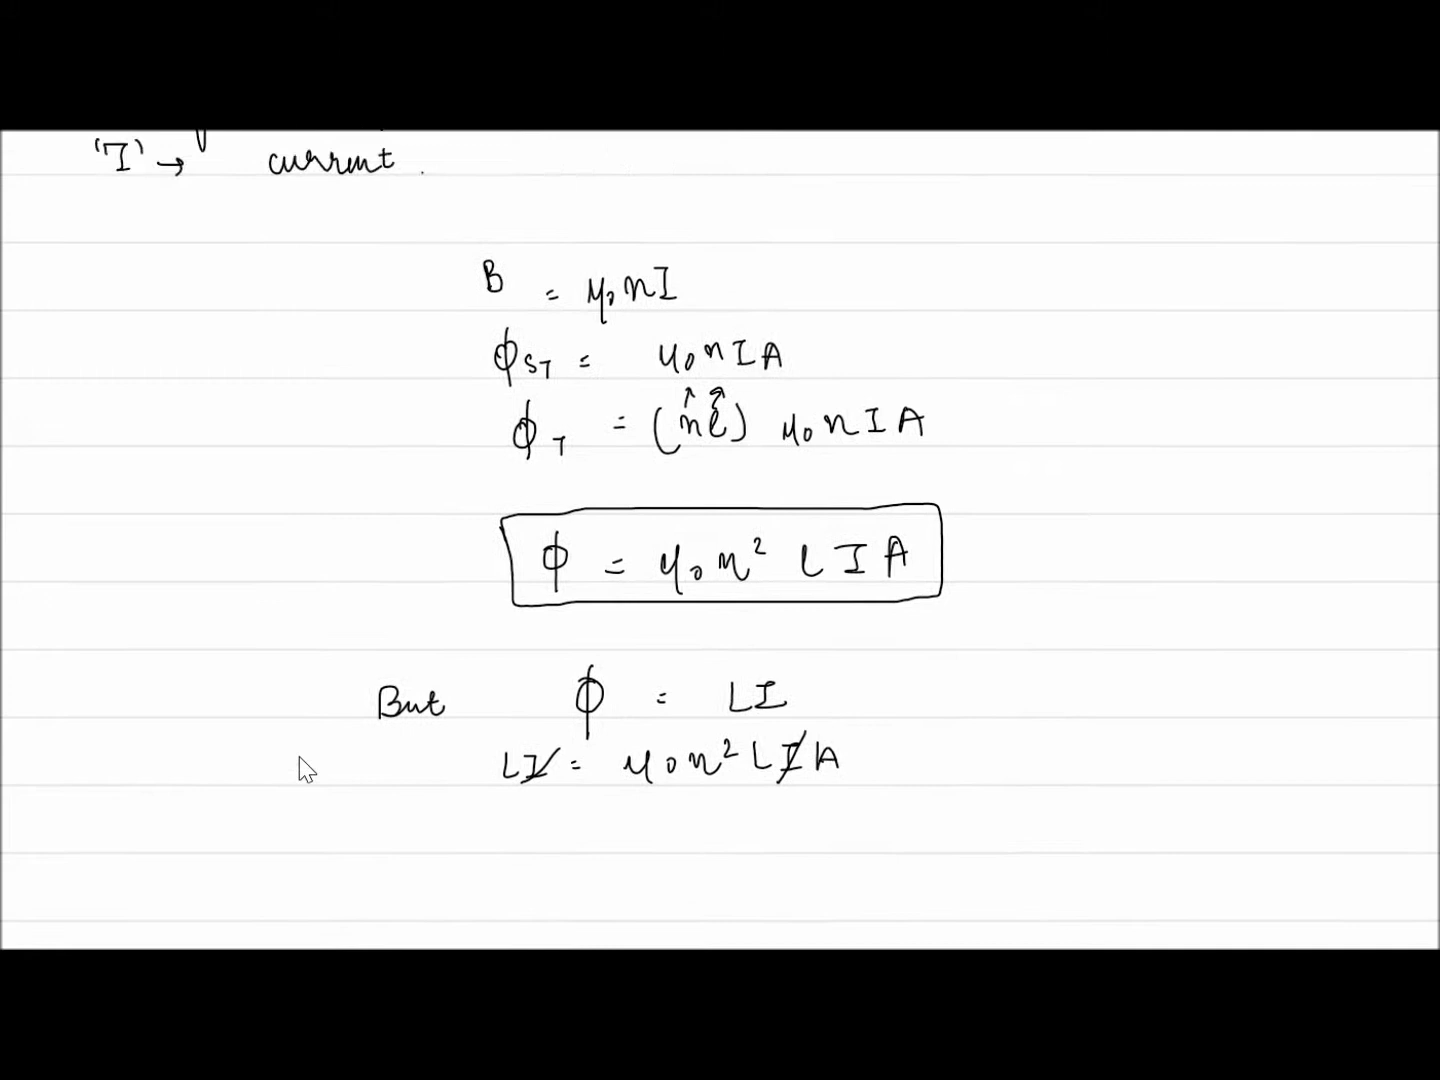 'I' → current.
B = μ₀nI
ϕST = μ₀nIA
ϕT = (nl) μ₀nIA
ϕ = μ₀n² l I A
But ϕ = LI
LI = μ₀n² l I A